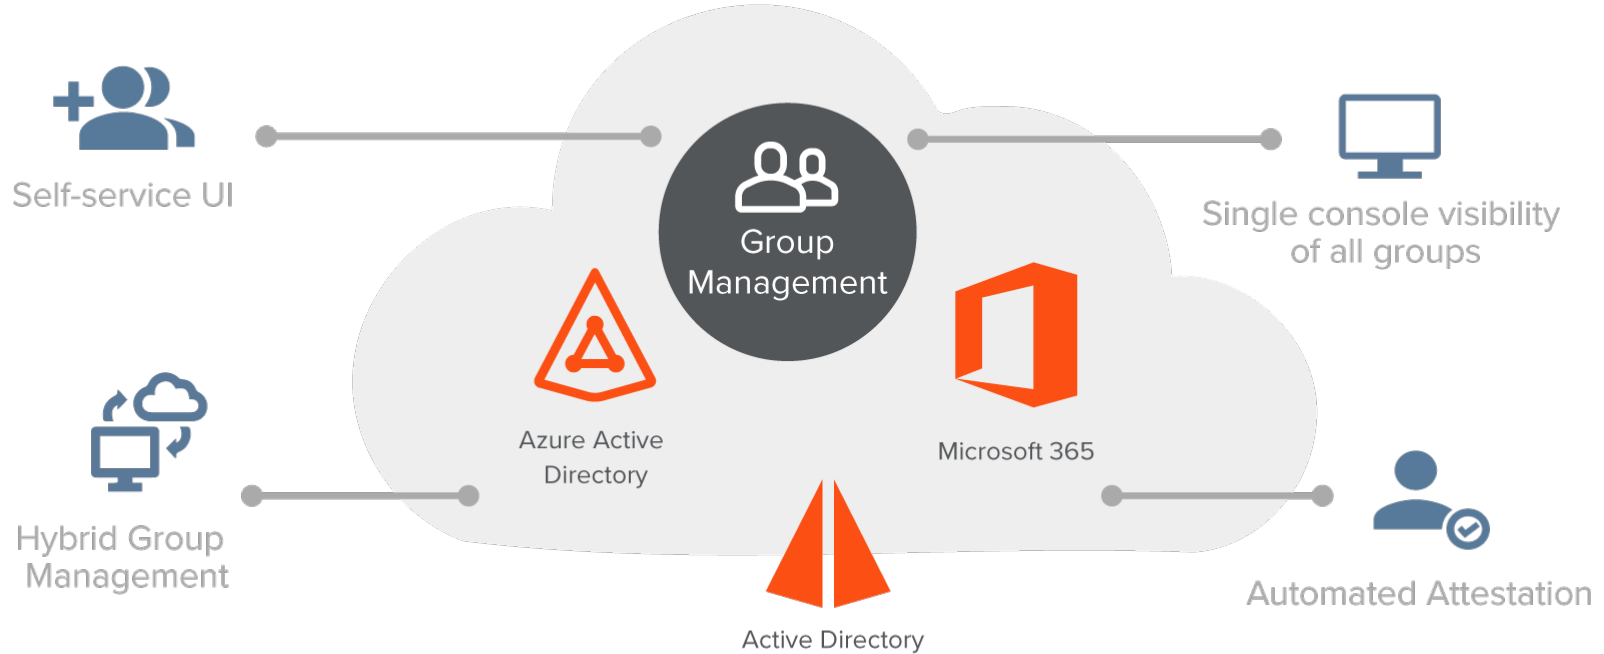 Self-service UI
Group
Management
Single console visibility
of all groups
Azure Active
Directory
Microsoft 365
Hybrid Group
Management
Automated Attestation
Active Directory